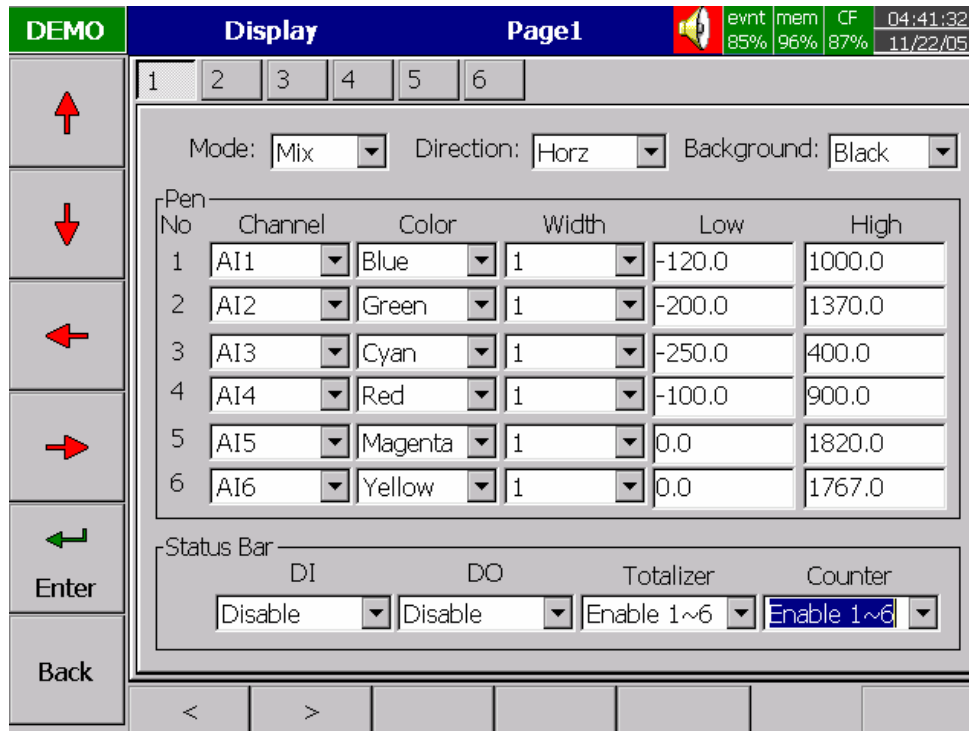 DEMO Display Page1 evnt 85% mem 96% CF 87% 04:41:32 11/22/05
1 2 3 4 5 6
Mode: Mix Direction: Horz Background: Black
Pen
No Channel Color Width Low High
1 AI1 Blue 1 -120.0 1000.0
2 AI2 Green 1 -200.0 1370.0
3 AI3 Cyan 1 -250.0 400.0
4 AI4 Red 1 -100.0 900.0
5 AI5 Magenta 1 0.0 1820.0
6 AI6 Yellow 1 0.0 1767.0
Status Bar
DI DO Totalizer Counter
Disable Disable Enable 1~6 Enable 1~6
Enter
Back
< >